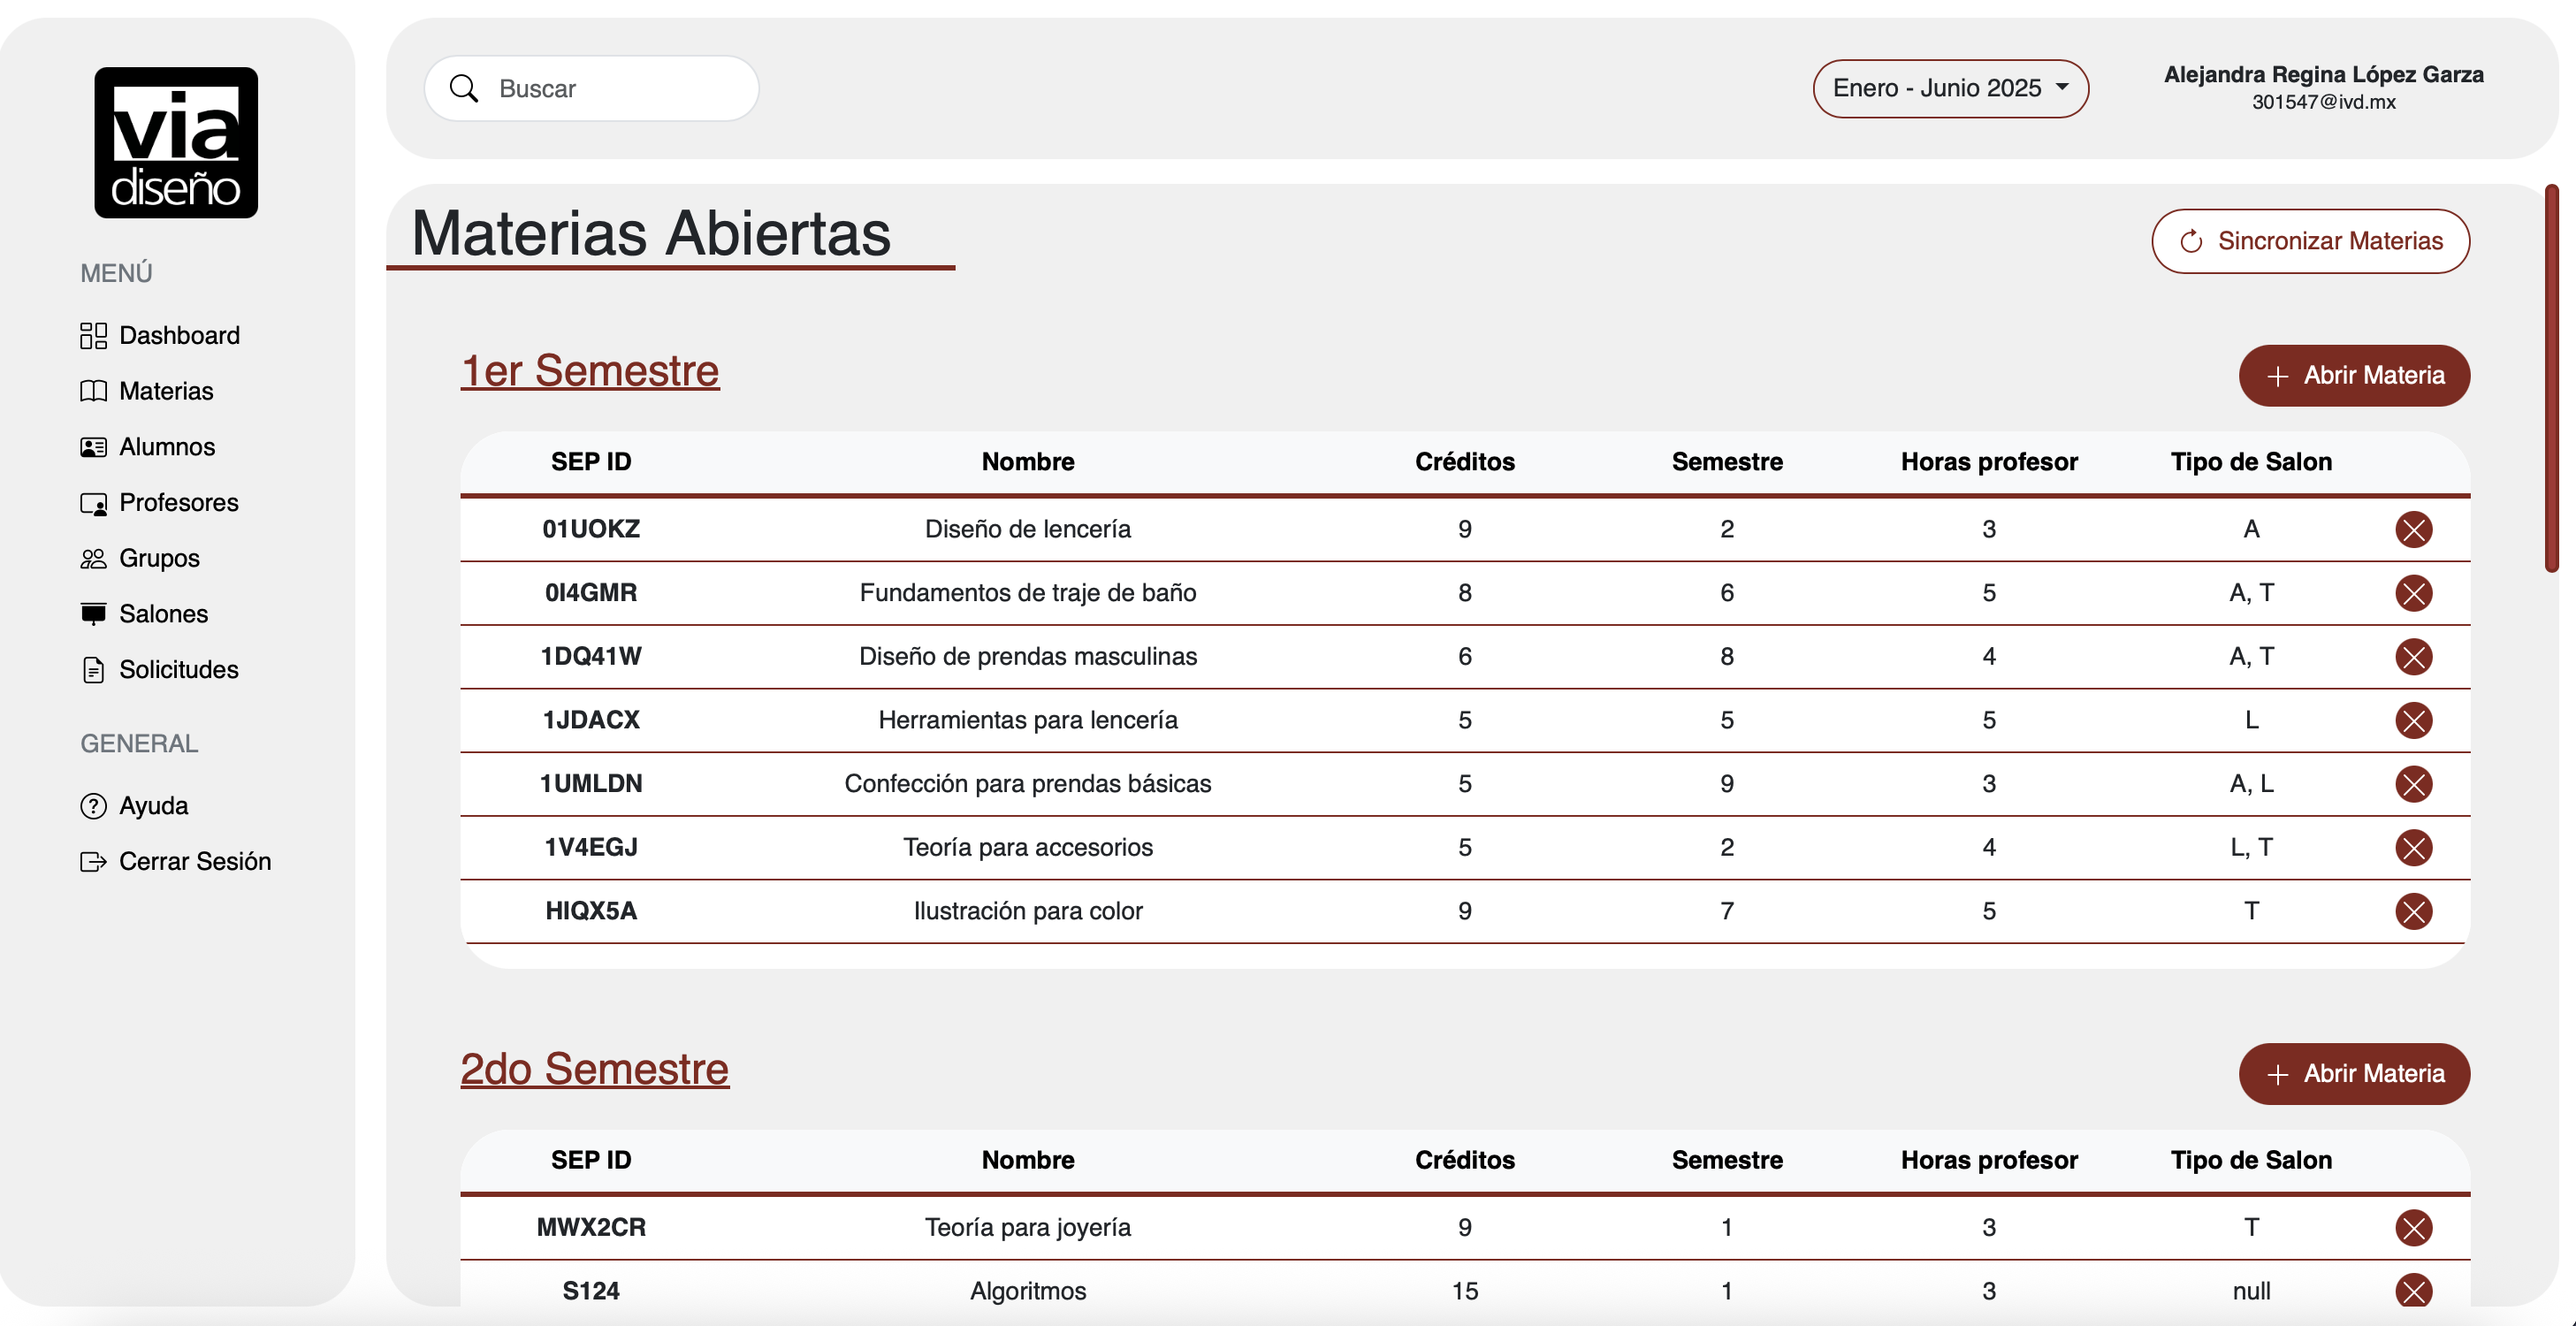 via
diseño
MENÚ
Dashboard
Materias
Alumnos
Profesores
Grupos
Salones
Solicitudes
GENERAL
Ayuda
Cerrar Sesión
Buscar
Enero - Junio 2025
Alejandra Regina López Garza
301547@ivd.mx
Materias Abiertas
Sincronizar Materias
1er Semestre
Abrir Materia
SEP ID Nombre Créditos Semestre Horas profesor Tipo de Salon
01UOKZ Diseño de lencería 9 2 3 A
0I4GMR Fundamentos de traje de baño 8 6 5 A, T
1DQ41W Diseño de prendas masculinas 6 8 4 A, T
1JDACX Herramientas para lencería 5 5 5 L
1UMLDN Confección para prendas básicas 5 9 3 A, L
1V4EGJ Teoría para accesorios 5 2 4 L, T
HIQX5A Ilustración para color 9 7 5 T
2do Semestre
Abrir Materia
SEP ID Nombre Créditos Semestre Horas profesor Tipo de Salon
MWX2CR Teoría para joyería 9 1 3 T
S124 Algoritmos 15 1 3 null